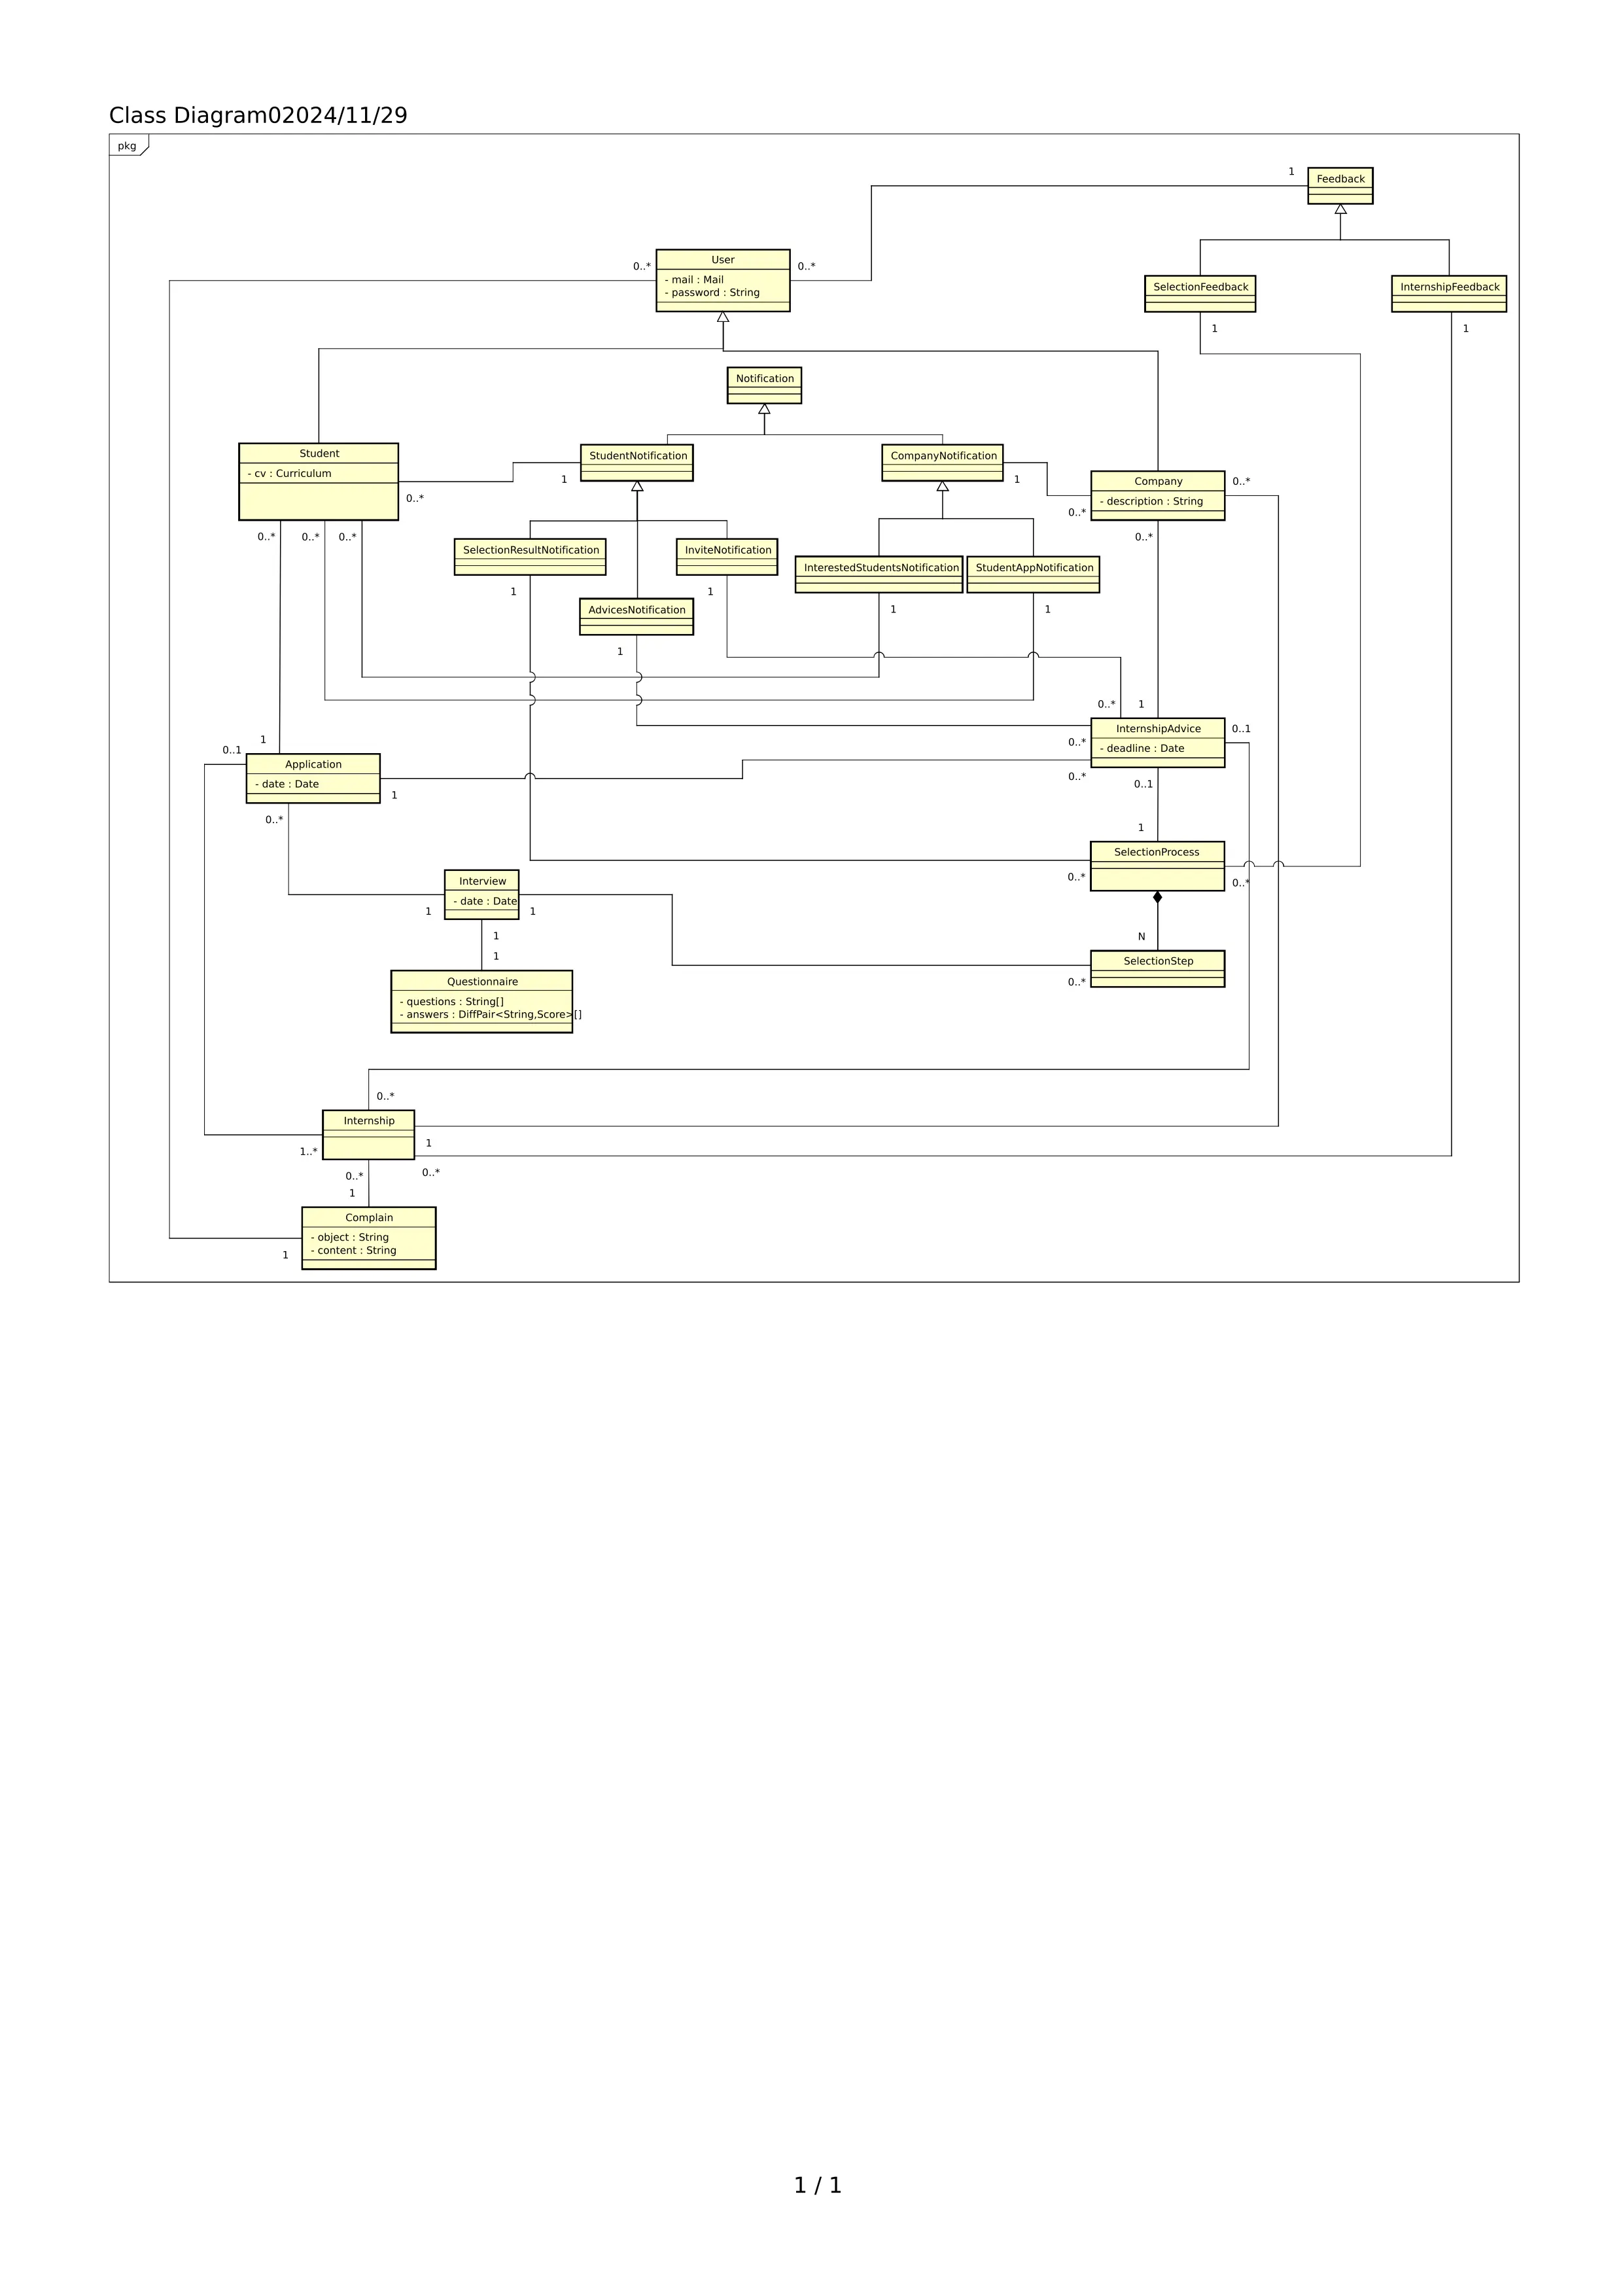 Class Diagram02024/11/29
pkg
1
Feedback
User
0..*
0..*
- mail : Mail
- password : String
SelectionFeedback
InternshipFeedback
1
1
Notification
Student
- cv : Curriculum
StudentNotification
CompanyNotification
1
1
0..*
Company
- description : String
0..*
0..*
0..*
0..*
0..*
0..*
SelectionResultNotification
InviteNotification
InterestedStudentsNotification
StudentAppNotification
1
1
AdvicesNotification
1
1
1
0..*
1
InternshipAdvice
- deadline : Date
0..1
0..*
0..*
0..1
1
0..1
Application
- date : Date
1
0..*
1
SelectionProcess
0..*
0..*
Interview
- date : Date
1
1
1
1
N
SelectionStep
0..*
Questionnaire
- questions : String[]
- answers : DiffPair<String,Score>[]
0..*
Internship
1
1..*
0..*
0..*
1
Complain
- object : String
- content : String
1
1 / 1